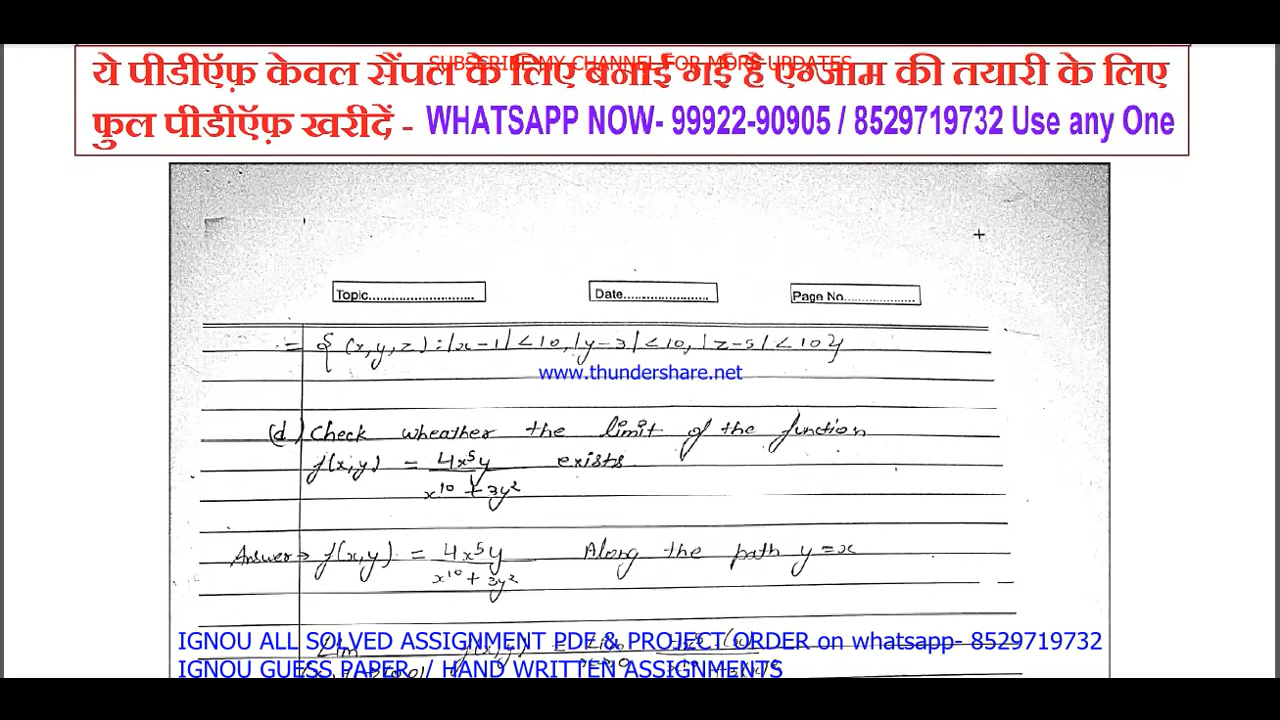 SUBSCRIBE MY CHANNEL FOR MORE UPDATES
ये पीडीऍफ़ केवल सैंपल के लिए बनाई गई है एग्जाम की तयारी के लिए
फुल पीडीऍफ़ खरीदें - WHATSAPP NOW- 99922-90905 / 8529719732 Use any One
Topic............................ Date........................ Page No....................
= {(x,y,z) : |x-1| <10, |y-3| <10, |z-5| <10}
www.thundershare.net
(d) Check wheather the limit of the function
f(x,y) = 4x⁵y / x¹⁰ + 3y² exists
Answer→ f(x,y) = 4x⁵y / x¹⁰ + 3y² Along the path y = x
IGNOU ALL SOLVED ASSIGNMENT PDF & PROJECT ORDER on whatsapp- 8529719732
Lim f(x,y) =
IGNOU GUESS PAPER / HAND WRITTEN ASSIGNMENTS